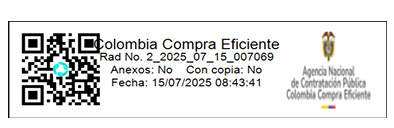 Colombia Compra Eficiente
Rad No. 2_2025_07_15_007069
Anexos: No Con copia: No
Fecha: 15/07/2025 08:43:41
Agencia Nacional
de Contratación Pública
Colombia Compra Eficiente